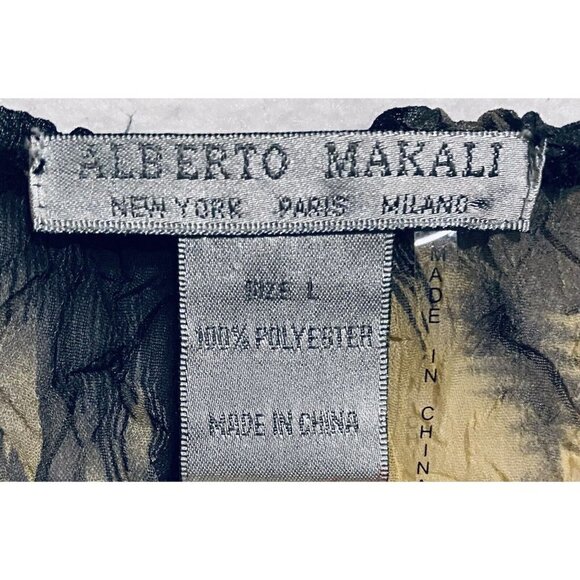 ALBERTO MAKALI
NEW YORK PARIS MILANO
SIZE L
100% POLYESTER
MADE IN CHINA
MADE IN CHINA